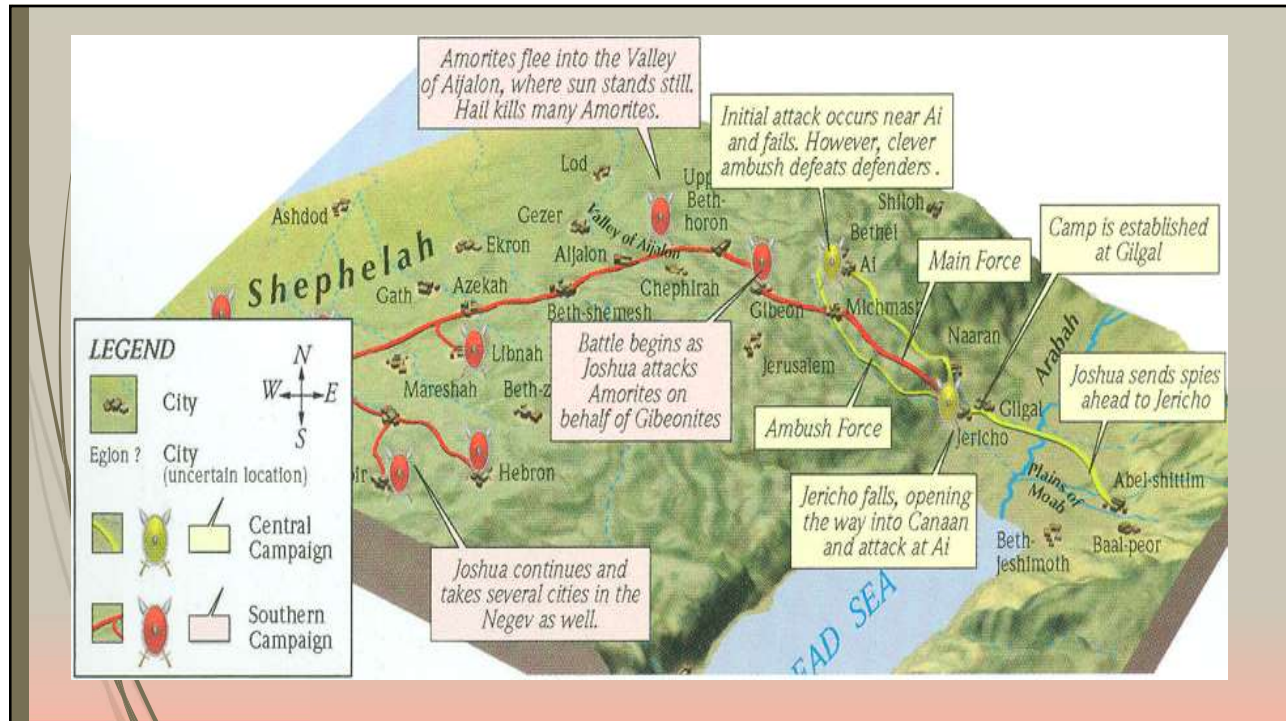 Amorites flee into the Valley
of Aijalon, where sun stands still.
Hail kills many Amorites.
Initial attack occurs near Ai
and fails. However, clever
ambush defeats defenders .
Lod
Beth-
horon
Shiloh
Camp is established
at Gilgal
Ashdod
Gezer
Valley of Aijalon
Bethel
Ekron
Aijalon
Ai
Main Force
Shephelah
Chephirah
Gath
Azekah
Beth-shemesh
Gibeon
Naaran
Arabah
LEGEND
N
W E
S
City
Eglon ? City
(uncertain location)
Central
Campaign
Southern
Campaign
Libnah
Battle begins as
Joshua attacks
Amorites on
behalf of Gibeonites
Jerusalem
Joshua sends spies
ahead to Jericho
Mareshah
Ambush Force
Gilgal
Jericho
Hebron
Plains of
Moab
Abel-shittim
Jericho falls, opening
the way into Canaan
and attack at Ai
Beth-
Jeshimoth
Baal-peor
Joshua continues and
takes several cities in the
Negev as well.
EAD SEA